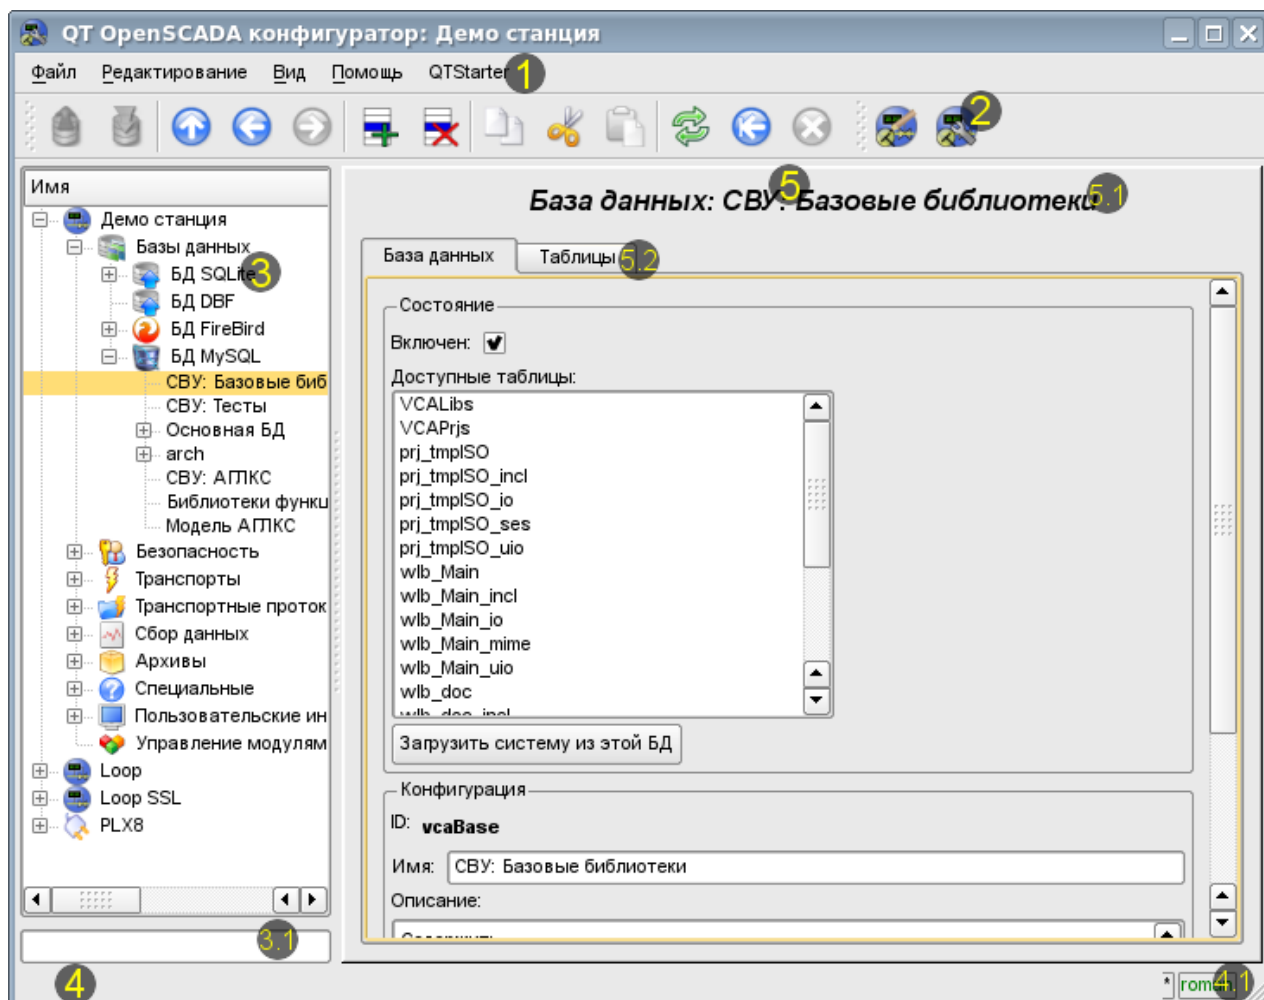 QT OpenSCADA конфигуратор: Демо станция
Файл Редактирование Вид Помощь QTStarter 1
2
Имя
Демо станция
Базы данных
БД SQLite 3
БД DBF
БД FireBird
БД MySQL
СВУ: Базовые биб
СВУ: Тесты
Основная БД
arch
СВУ: АГЛКС
Библиотеки функц
Модель АГЛКС
Безопасность
Транспорты
Транспортные проток
Сбор данных
Архивы
Специальные
Пользовательские ин
Управление модулям
Loop
Loop SSL
PLX8
3.1
4
5
База данных: СВУ: Базовые библиотеки 5.1
База данных Таблицы 5.2
Состояние
Включен:
Доступные таблицы:
VCALibs
VCAPrjs
prj_tmplSO
prj_tmplSO_incl
prj_tmplSO_io
prj_tmplSO_ses
prj_tmplSO_uio
wlb_Main
wlb_Main_incl
wlb_Main_io
wlb_Main_mime
wlb_Main_uio
wlb_doc
wlb_doc_incl
Загрузить систему из этой БД
Конфигурация
ID: vcaBase
Имя: СВУ: Базовые библиотеки
Описание:
* roman 4.1